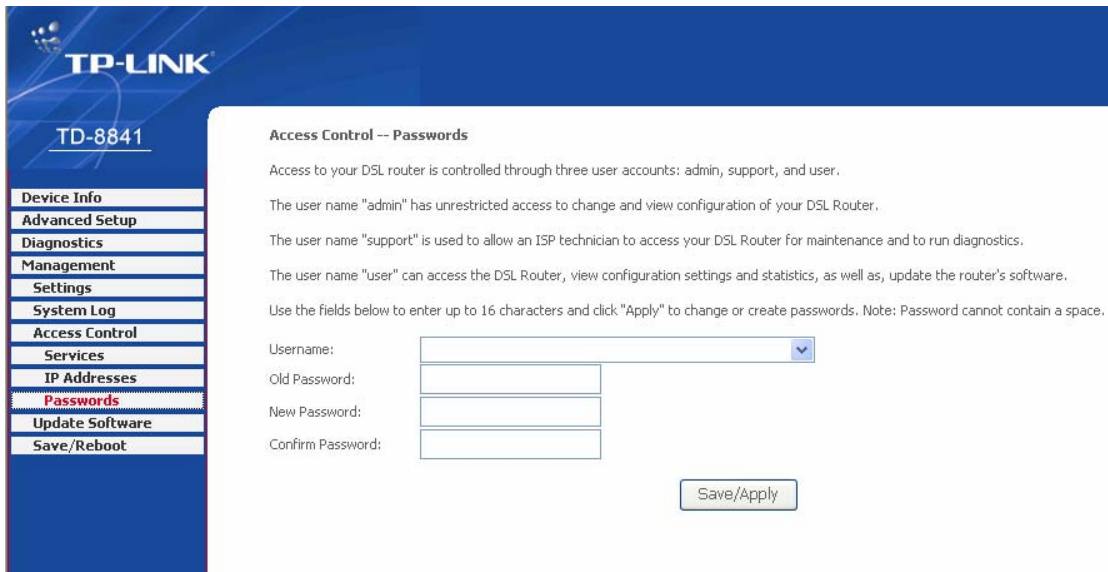 TP-LINK
TD-8841
Device Info
Advanced Setup
Diagnostics
Management
Settings
System Log
Access Control
Services
IP Addresses
Passwords
Update Software
Save/Reboot
Access Control -- Passwords
Access to your DSL router is controlled through three user accounts: admin, support, and user.
The user name "admin" has unrestricted access to change and view configuration of your DSL Router.
The user name "support" is used to allow an ISP technician to access your DSL Router for maintenance and to run diagnostics.
The user name "user" can access the DSL Router, view configuration settings and statistics, as well as, update the router's software.
Use the fields below to enter up to 16 characters and click "Apply" to change or create passwords. Note: Password cannot contain a space.
Username:
Old Password:
New Password:
Confirm Password:
Save/Apply